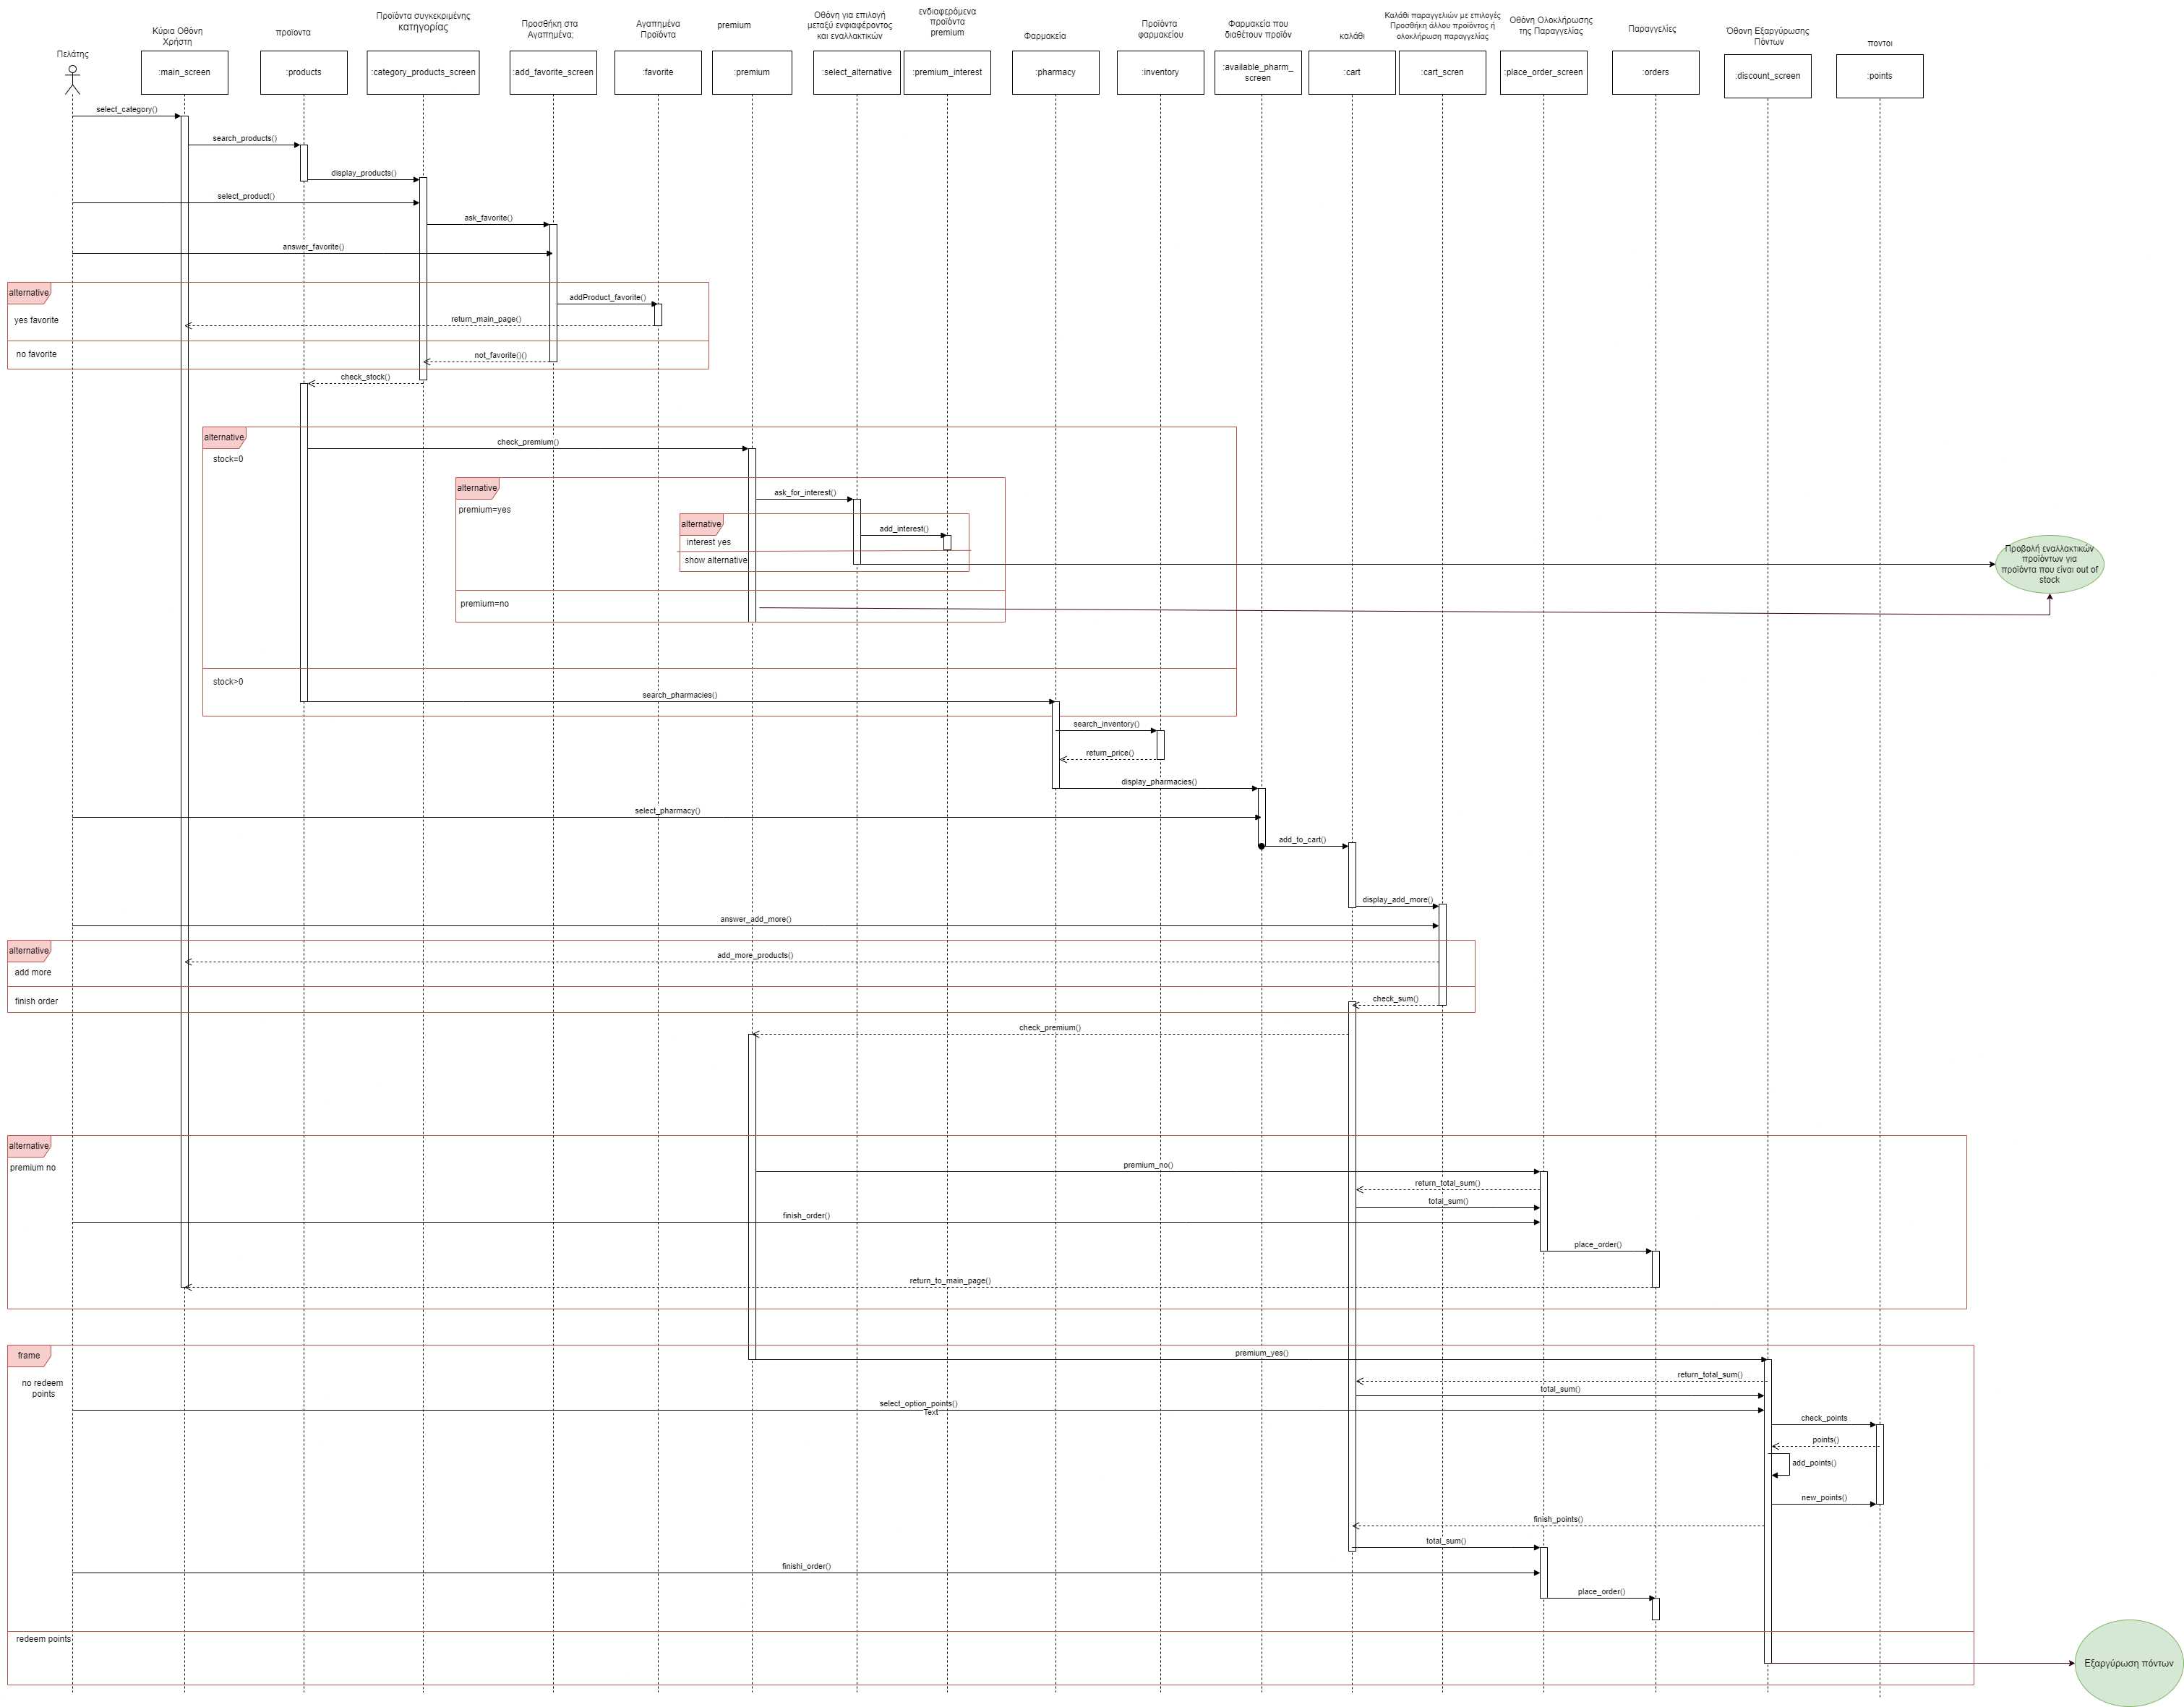 Πελάτης
Κύρια Οθόνη
Χρήστη
προϊοντα
Προϊόντα συγκεκριμένης
κατηγορίας
Προσθήκη στα
Αγαπημένα;
Αγαπημένα
Προϊόντα
premium
Οθόνη για επιλογή
μεταξύ ενφιαφέροντος
και εναλλακτικών
ενδιαφερόμενα
προϊόντα
premium
Φαρμακεία
Προϊόντα
φαρμακείου
Φαρμακεία που
διαθέτουν προϊόν
καλάθι
Καλάθι παραγγελιών με επιλογές
Προσθήκη άλλου προϊόντος ή
ολοκλήρωση παραγγελίας
Οθόνη Ολοκλήρωσης
της Παραγγελίας
Παραγγελίες
Όθονη Εξαργύρωσης
Πόντων
ποντοι
:main_screen
:products
:category_products_screen
:add_favorite_screen
:favorite
:premium
:select_alternative
:premium_interest
:pharmacy
:inventory
:available_pharm_
screen
:cart
:cart_scren
:place_order_screen
:orders
:discount_screen
:points
select_category()
search_products()
display_products()
select_product()
ask_favorite()
answer_favorite()
alternative
addProduct_favorite()
yes favorite
return_main_page()
no favorite
not_favorite()()
check_stock()
alternative
check_premium()
stock=0
alternative
ask_for_interest()
premium=yes
alternative
add_interest()
interest yes
show alternative
Προβολή εναλλακτικών
προϊόντων για
προϊόντα που είναι out of
stock
premium=no
stock>0
search_pharmacies()
search_inventory()
return_price()
display_pharmacies()
select_pharmacy()
add_to_cart()
display_add_more()
answer_add_more()
alternative
add_more_products()
add more
finish order
check_sum()
check_premium()
alternative
premium no
premium_no()
return_total_sum()
total_sum()
finish_order()
place_order()
return_to_main_page()
frame
premium_yes()
no redeem
points
return_total_sum()
total_sum()
select_option_points()
Text
check_points
points()
add_points()
new_points()
finish_points()
total_sum()
finishi_order()
place_order()
redeem points
Εξαργύρωση πόντων